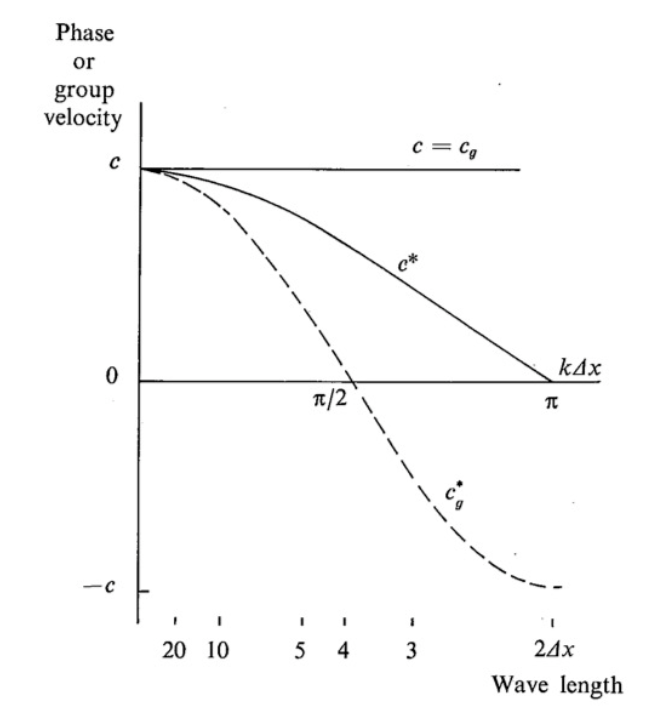 Phase
or
group
velocity
c
c = c_g
c*
0
kΔx
π/2
π
c_g*
—c
20 10 5 4 3 2Δx
Wave length